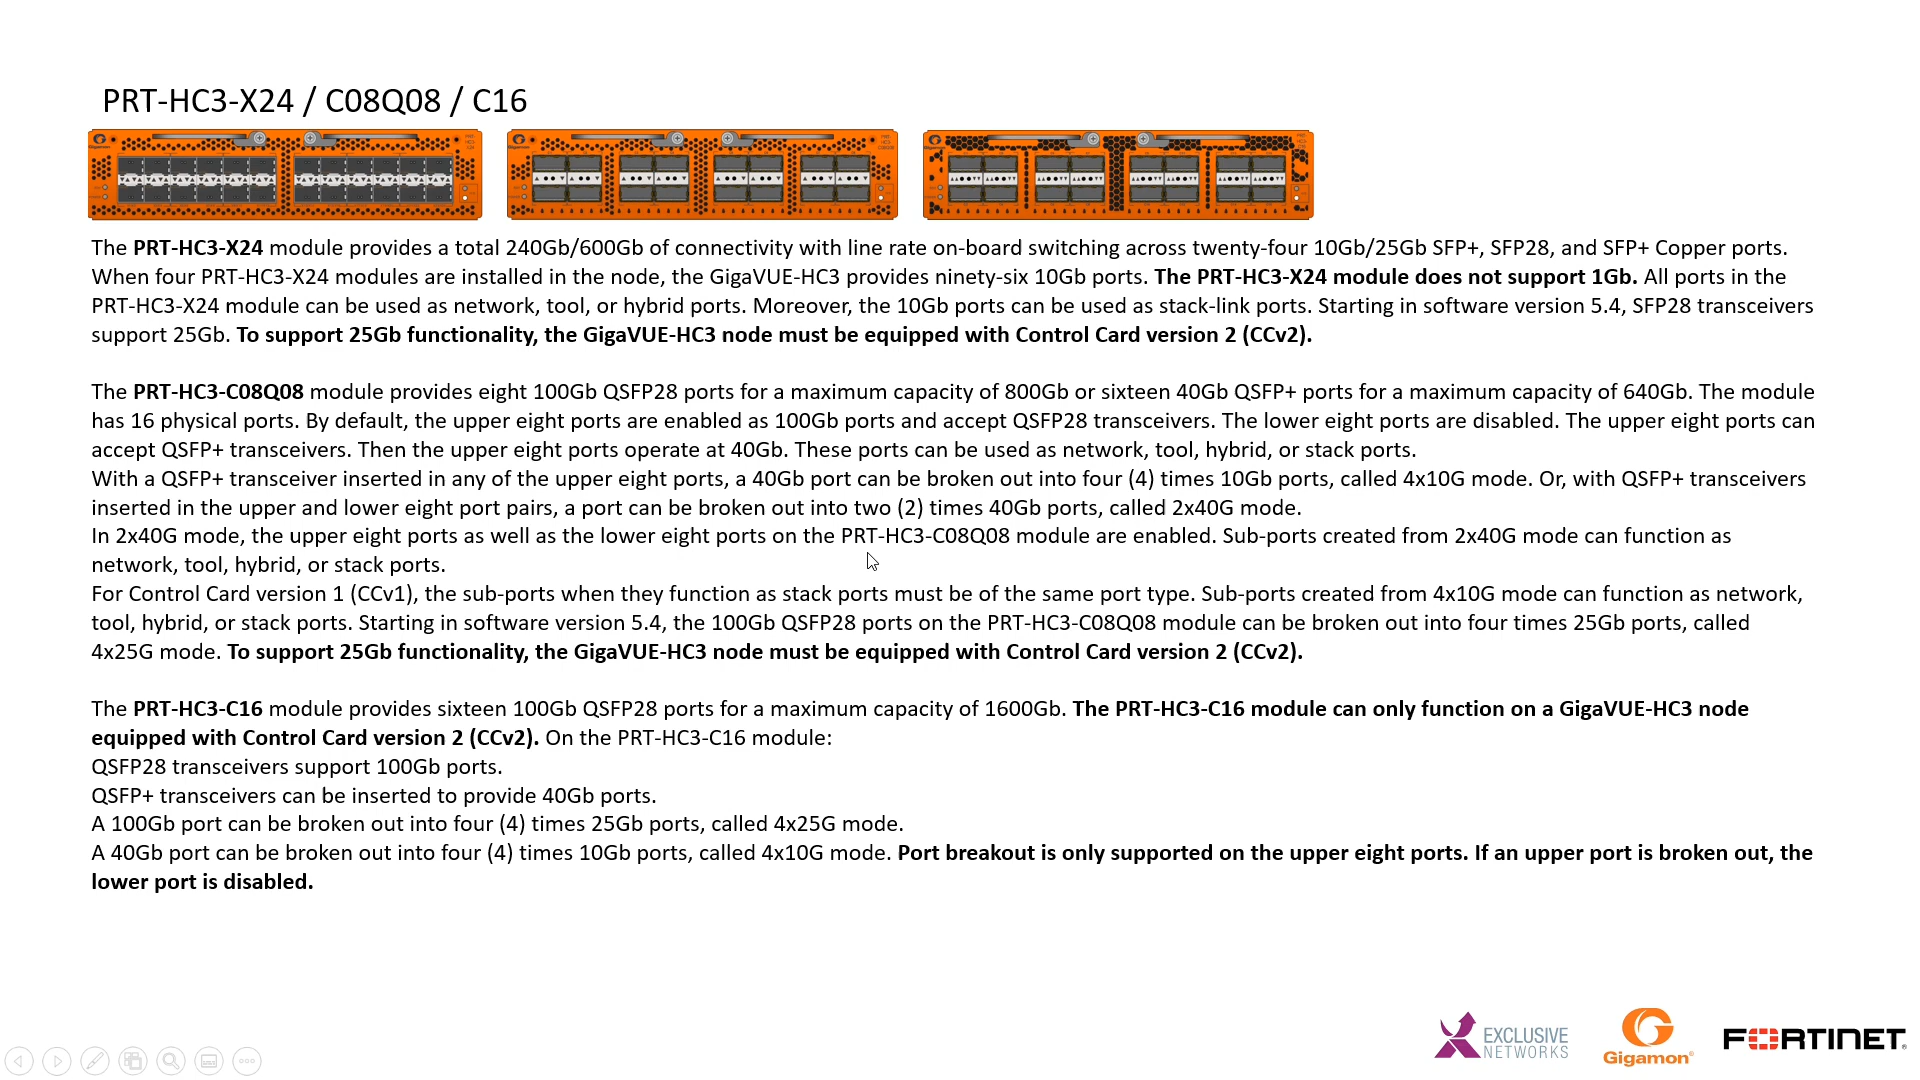 PRT-HC3-X24 / C08Q08 / C16
The PRT-HC3-X24 module provides a total 240Gb/600Gb of connectivity with line rate on-board switching across twenty-four 10Gb/25Gb SFP+, SFP28, and SFP+ Copper ports.
When four PRT-HC3-X24 modules are installed in the node, the GigaVUE-HC3 provides ninety-six 10Gb ports. The PRT-HC3-X24 module does not support 1Gb. All ports in the
PRT-HC3-X24 module can be used as network, tool, or hybrid ports. Moreover, the 10Gb ports can be used as stack-link ports. Starting in software version 5.4, SFP28 transceivers
support 25Gb. To support 25Gb functionality, the GigaVUE-HC3 node must be equipped with Control Card version 2 (CCv2).
The PRT-HC3-C08Q08 module provides eight 100Gb QSFP28 ports for a maximum capacity of 800Gb or sixteen 40Gb QSFP+ ports for a maximum capacity of 640Gb. The module
has 16 physical ports. By default, the upper eight ports are enabled as 100Gb ports and accept QSFP28 transceivers. The lower eight ports are disabled. The upper eight ports can
accept QSFP+ transceivers. Then the upper eight ports operate at 40Gb. These ports can be used as network, tool, hybrid, or stack ports.
With a QSFP+ transceiver inserted in any of the upper eight ports, a 40Gb port can be broken out into four (4) times 10Gb ports, called 4x10G mode. Or, with QSFP+ transceivers
inserted in the upper and lower eight port pairs, a port can be broken out into two (2) times 40Gb ports, called 2x40G mode.
In 2x40G mode, the upper eight ports as well as the lower eight ports on the PRT-HC3-C08Q08 module are enabled. Sub-ports created from 2x40G mode can function as
network, tool, hybrid, or stack ports.
For Control Card version 1 (CCv1), the sub-ports when they function as stack ports must be of the same port type. Sub-ports created from 4x10G mode can function as network,
tool, hybrid, or stack ports. Starting in software version 5.4, the 100Gb QSFP28 ports on the PRT-HC3-C08Q08 module can be broken out into four times 25Gb ports, called
4x25G mode. To support 25Gb functionality, the GigaVUE-HC3 node must be equipped with Control Card version 2 (CCv2).
The PRT-HC3-C16 module provides sixteen 100Gb QSFP28 ports for a maximum capacity of 1600Gb. The PRT-HC3-C16 module can only function on a GigaVUE-HC3 node
equipped with Control Card version 2 (CCv2). On the PRT-HC3-C16 module:
QSFP28 transceivers support 100Gb ports.
QSFP+ transceivers can be inserted to provide 40Gb ports.
A 100Gb port can be broken out into four (4) times 25Gb ports, called 4x25G mode.
A 40Gb port can be broken out into four (4) times 10Gb ports, called 4x10G mode. Port breakout is only supported on the upper eight ports. If an upper port is broken out, the
lower port is disabled.
EXCLUSIVE
NETWORKS
Gigamon®
FORTINET®